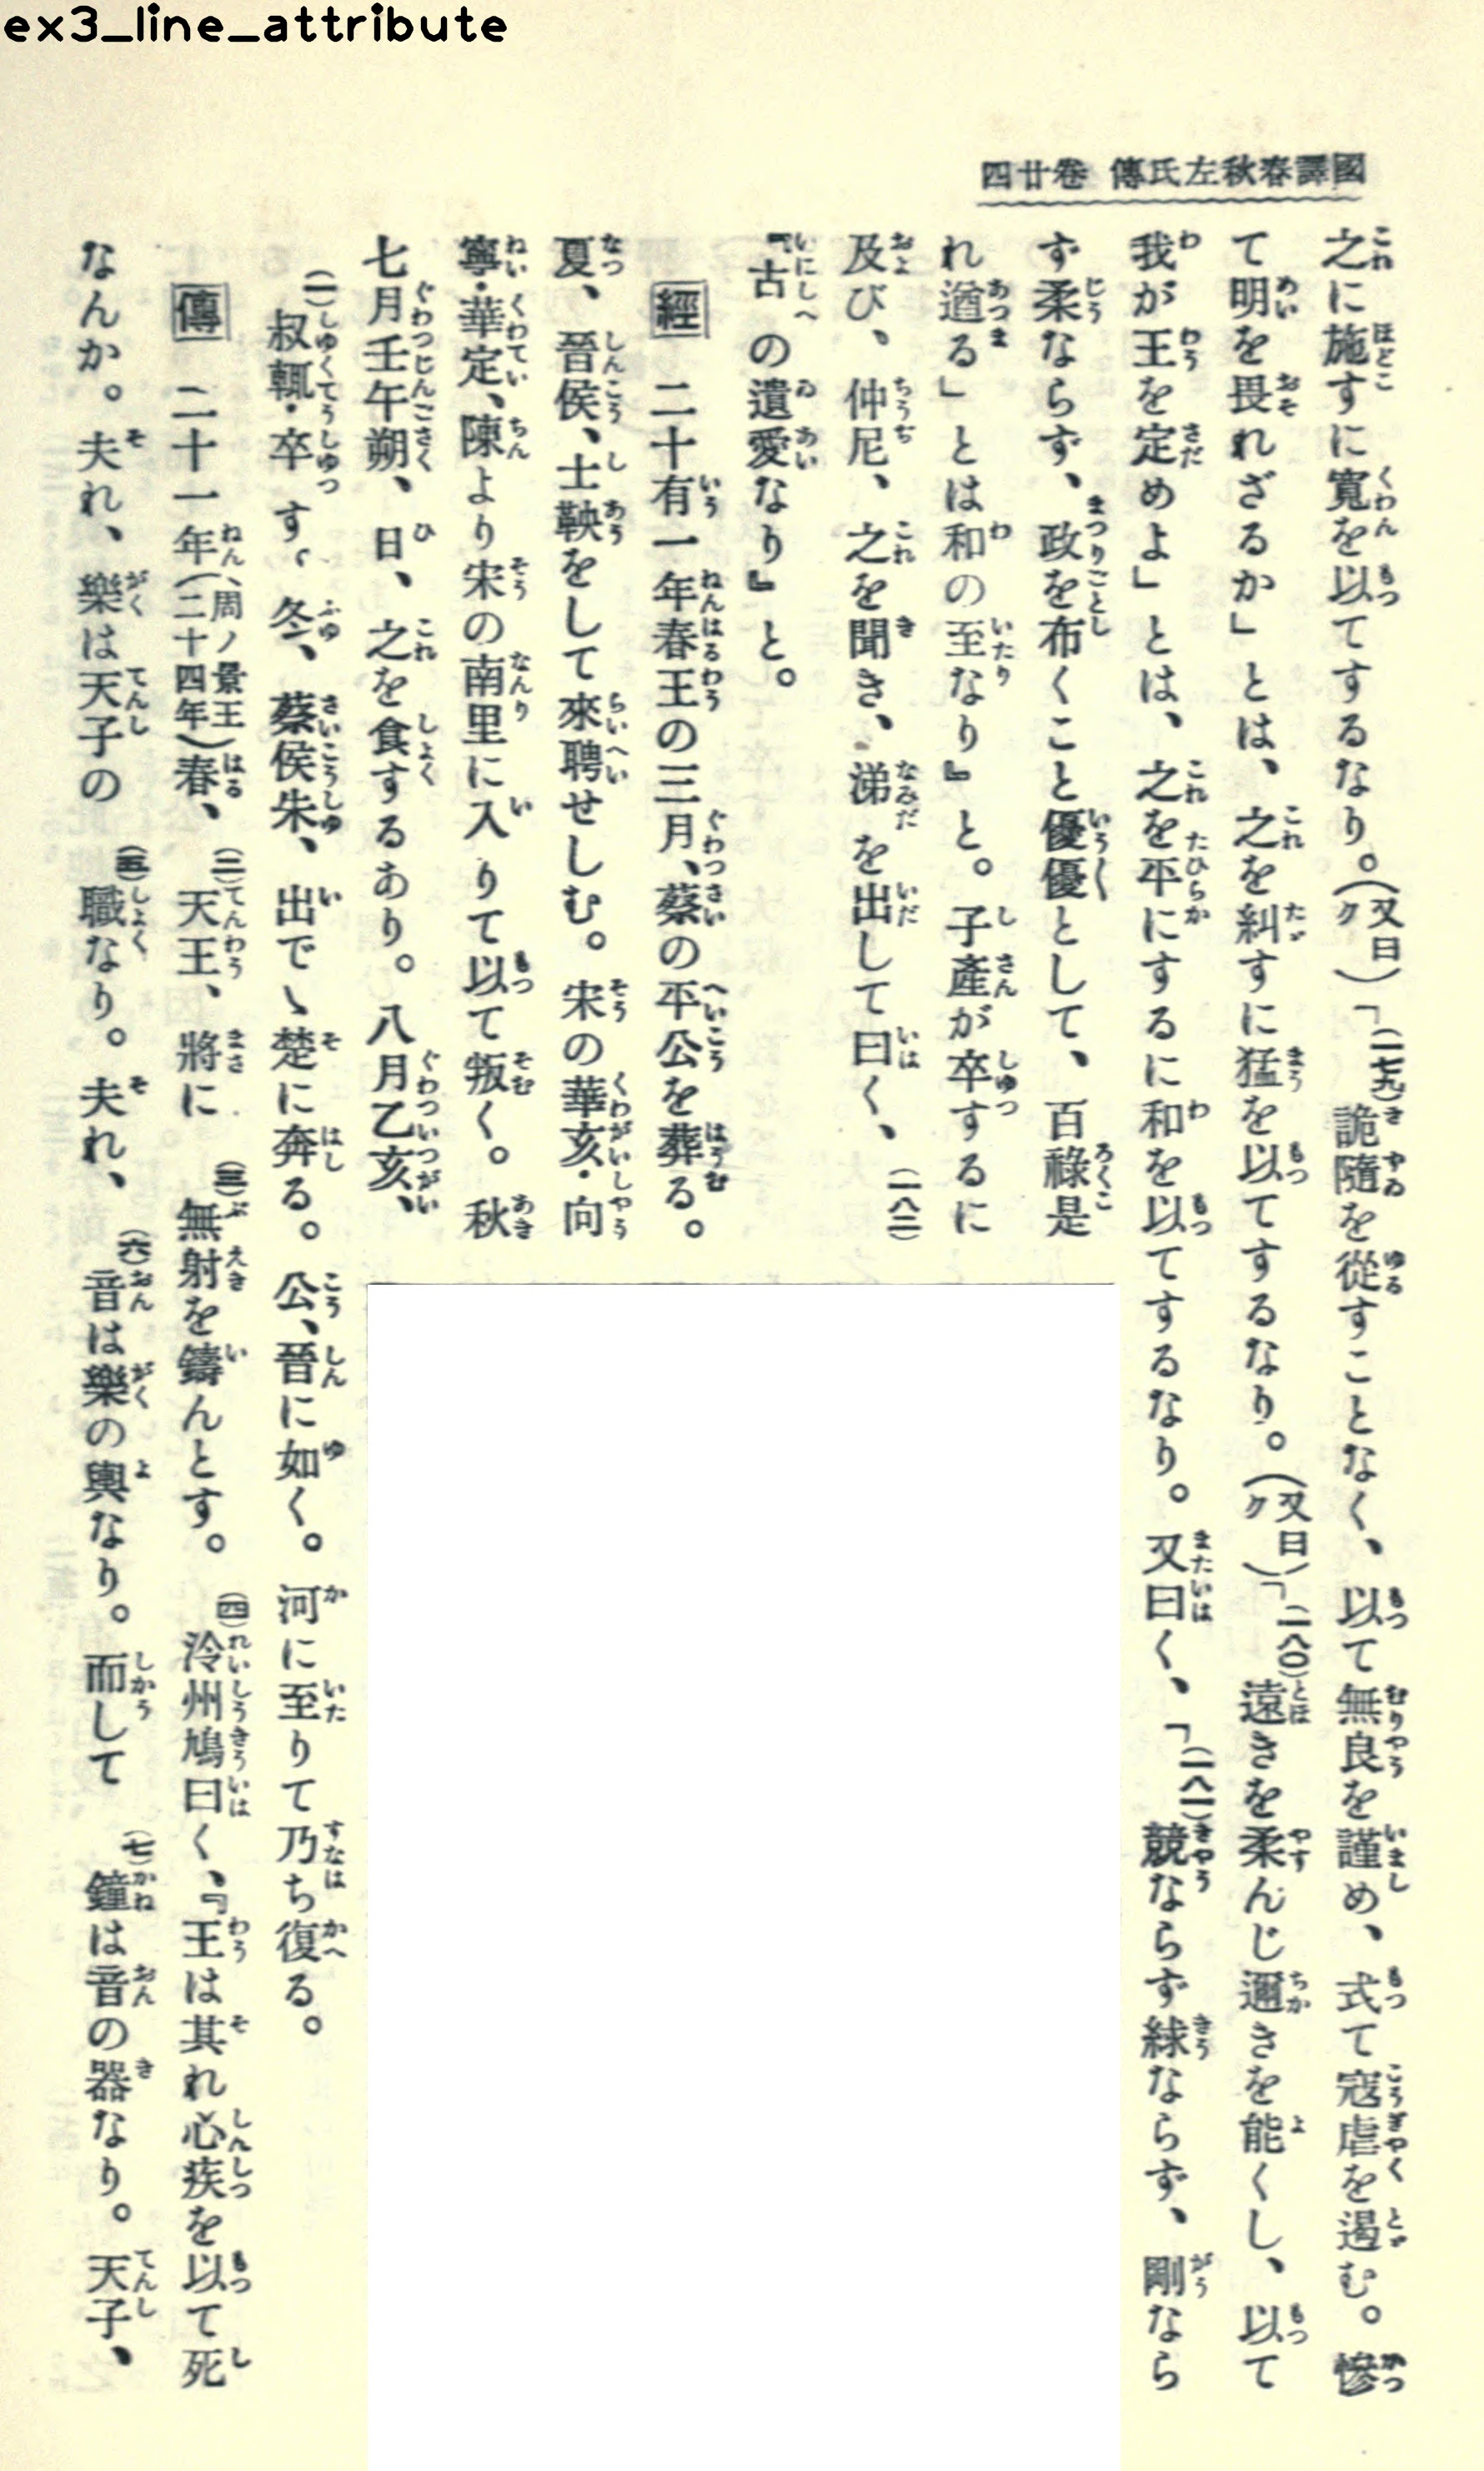 ex3_line_attribute
國譯春秋左氏傳 卷廿四
之に施すに寬を以てするなり。(又曰ク)「(一七九)詭隨を從すことなく、以て無良を謹め、式て寇虐を遏む。慘
て明を畏れざるか」とは、之を糾すに猛を以てするなり。(又曰ク)「(一八〇)遠きを柔んじ邇きを能くし、以て
我が王を定めよ」とは、之を平にするに和を以てするなり。又曰く、「(一八一)競ならず絿ならず、剛なら
ず柔ならず、政を布くこと優優として、百祿是
れ遒る」とは和の至なり』と。子產が卒するに
及び、仲尼、之を聞き、涕を出して曰く、(一八二)
『古の遺愛なり』と。
經 二十有一年春王の三月、蔡の平公を葬る。
夏、晉侯、士鞅をして來聘せしむ。宋の華亥・向
寧・華定、陳より宋の南里に入りて以て叛く。秋
七月壬午朔、日、之を食するあり。八月乙亥、
(一)叔輒・卒す。冬、蔡侯朱、出でゝ楚に奔る。公、晉に如く。河に至りて乃ち復る。
傳 二十一年(周ノ景王二十四年)春、(二)天王、將に(三)無射を鑄んとす。(四)泠州鳩曰く、『王は其れ心疾を以て死
なんか。夫れ、樂は天子の(五)職なり。夫れ、(六)音は樂の輿なり。而して(七)鐘は音の器なり。天子、